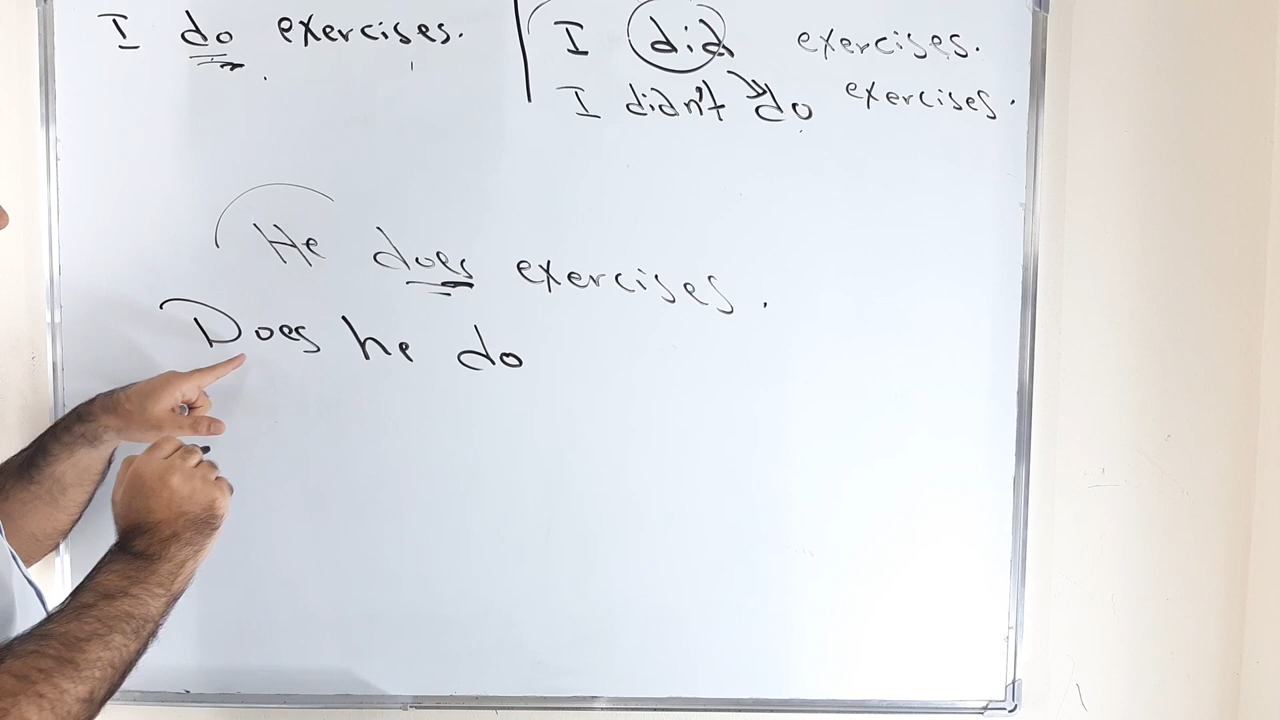 I do exercises.
I did exercises.
I didn't do exercises.
He does exercises.
Does he do